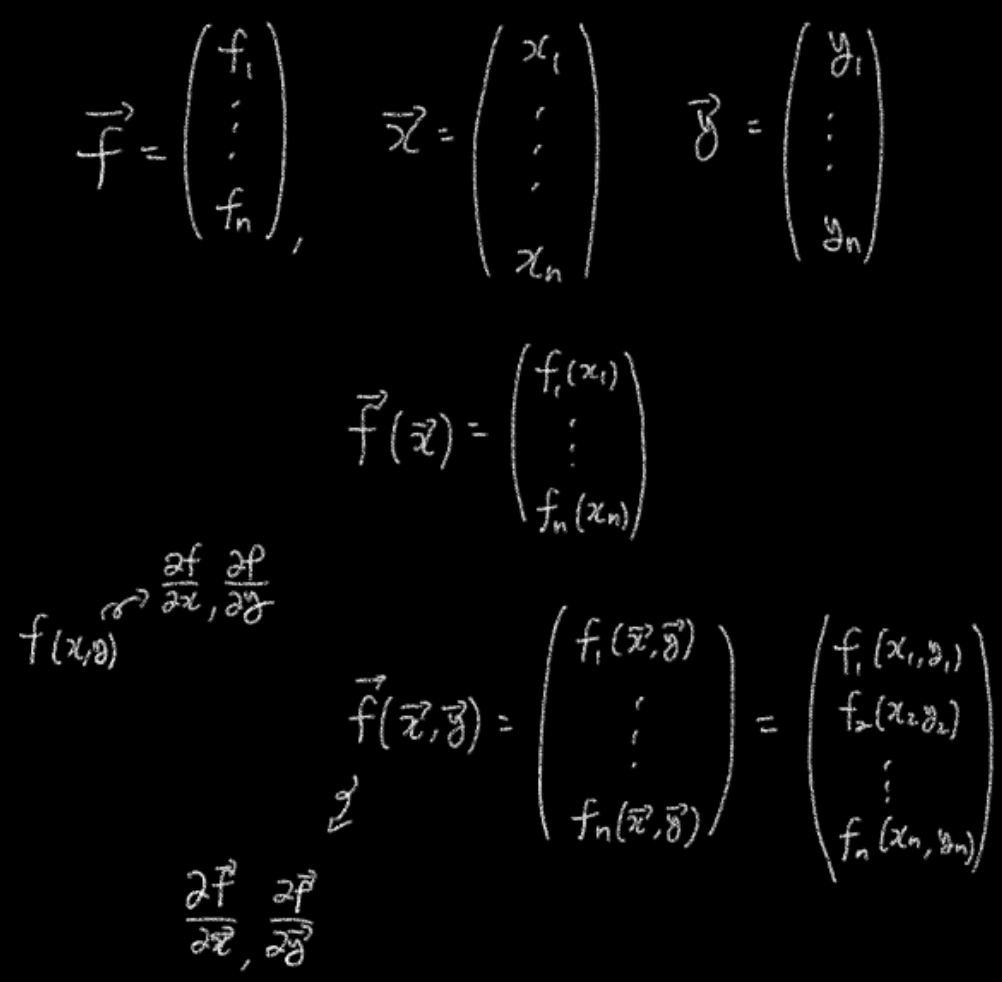 $\vec{f} = \begin{pmatrix} f_1 \\ \vdots \\ f_n \end{pmatrix}, \quad \vec{x} = \begin{pmatrix} x_1 \\ \vdots \\ x_n \end{pmatrix} \quad \vec{y} = \begin{pmatrix} y_1 \\ \vdots \\ y_n \end{pmatrix}$
$\vec{f}(\vec{x}) = \begin{pmatrix} f_1(x_1) \\ \vdots \\ f_n(x_n) \end{pmatrix}$
$f(x,y) \rightarrow \frac{\partial f}{\partial x}, \frac{\partial f}{\partial y}$
$\vec{f}(\vec{x},\vec{y}) = \begin{pmatrix} f_1(\vec{x},\vec{y}) \\ \vdots \\ f_n(\vec{x},\vec{y}) \end{pmatrix} = \begin{pmatrix} f_1(x_1,y_1) \\ f_2(x_2 y_2) \\ \vdots \\ f_n(x_n,y_n) \end{pmatrix}$
$\frac{\partial \vec{f}}{\partial \vec{x}}, \frac{\partial \vec{f}}{\partial \vec{y}}$